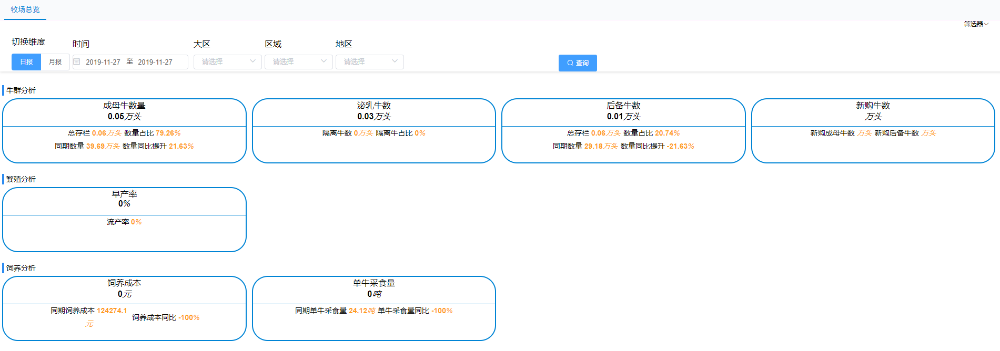 牧场总览
筛选器
切换维度
时间
大区
区域
地区
日报
月报
2019-11-27 至 2019-11-27
请选择
请选择
请选择
查询
牛群分析
成母牛数量
0.05万头
总存栏 0.06万头 数量占比 79.26%
同期数量 39.69万头 数量同比提升 21.63%
泌乳牛数
0.03万头
隔离牛数 0万头 隔离牛占比 0%
后备牛数
0.01万头
总存栏 0.06万头 数量占比 20.74%
同期数量 29.18万头 数量同比提升 -21.63%
新购牛数
万头
新购成母牛数 万头 新购后备牛数 万头
繁殖分析
早产率
0%
流产率 0%
饲养分析
饲养成本
0元
同期饲养成本 124274.1
元
饲养成本同比 -100%
单牛采食量
0吨
同期单牛采食量 24.12吨 单牛采食量同比 -100%